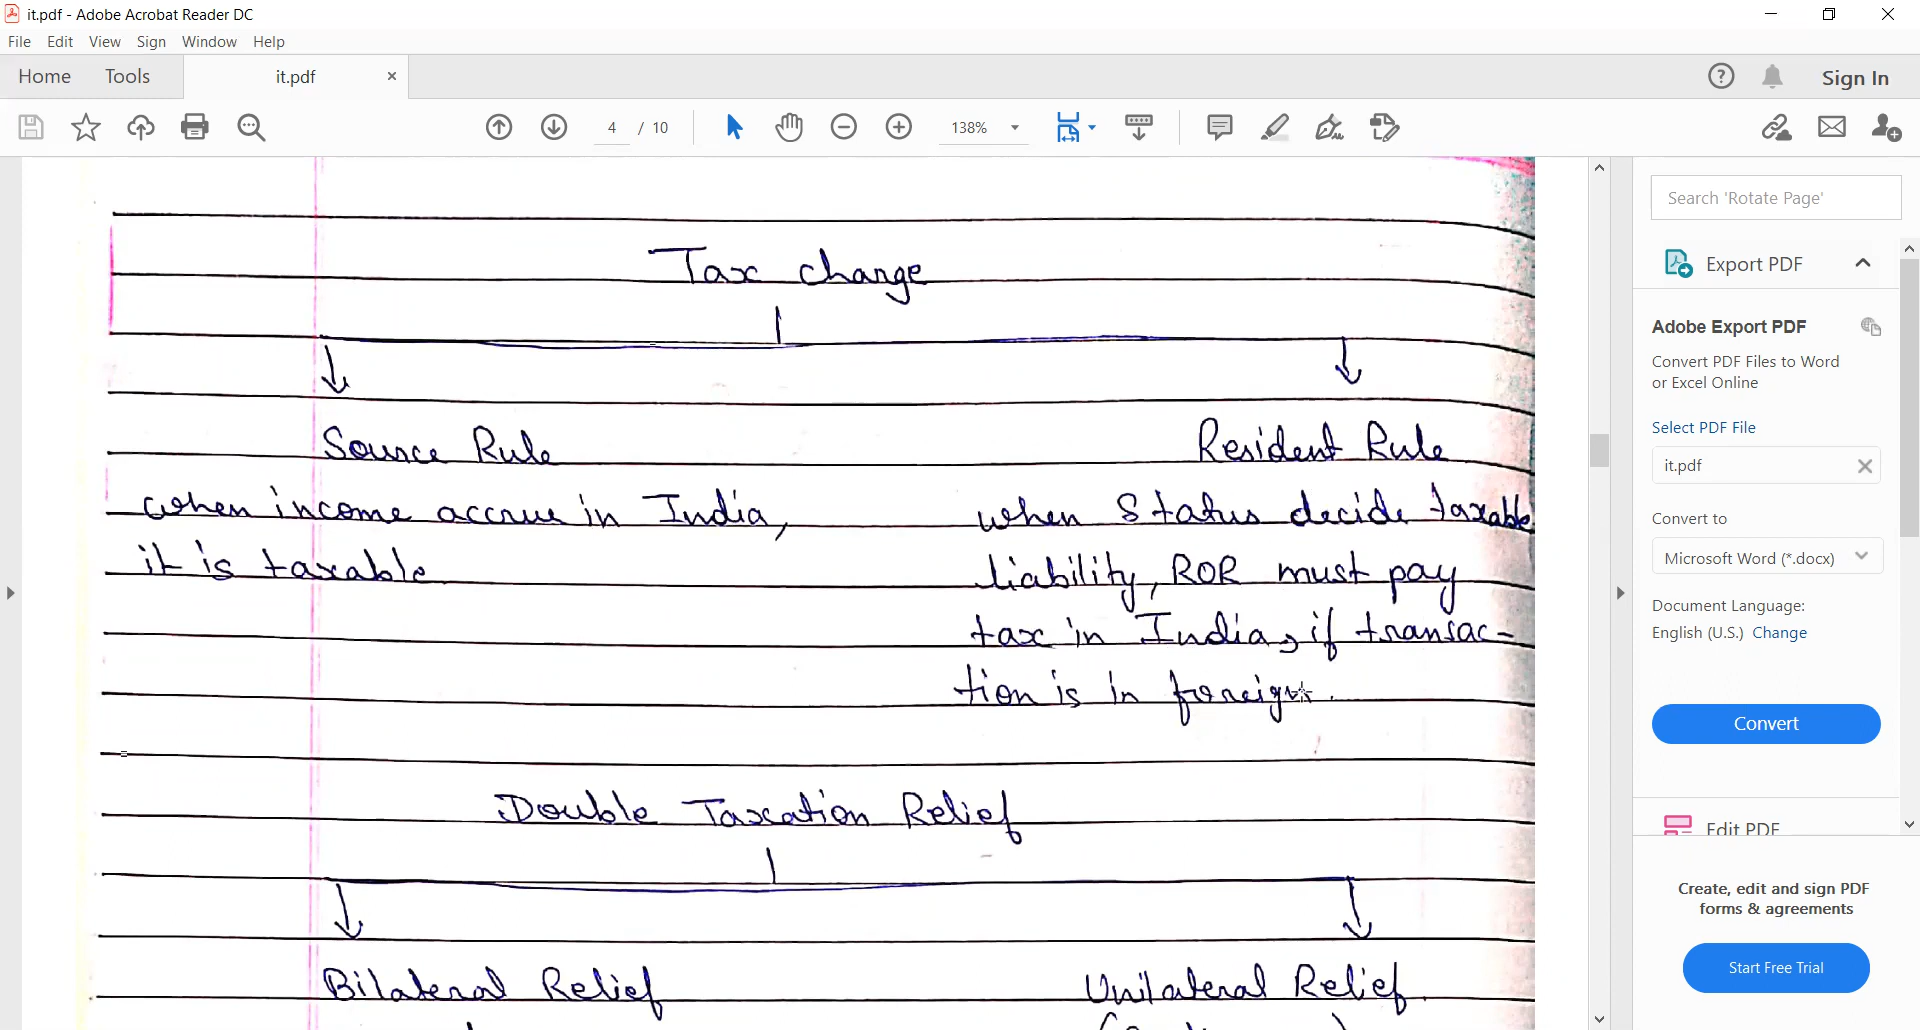 it.pdf - Adobe Acrobat Reader DC
File Edit View Sign Window Help
Home Tools it.pdf × Sign In
4 / 10 138%
Tax charge
Source Rule Resident Rule
when income accrue in India,
it is taxable
when Status decide taxable
liability, ROR must pay
tax in India, if transac-
tion is in foreign.
Double Taxation Relief
Bilateral Relief Unilateral Relief.
Search 'Rotate Page'
Export PDF
Adobe Export PDF
Convert PDF Files to Word
or Excel Online
Select PDF File
it.pdf
Convert to
Microsoft Word (*.docx)
Document Language:
English (U.S.) Change
Convert
Edit PDF
Create, edit and sign PDF
forms & agreements
Start Free Trial